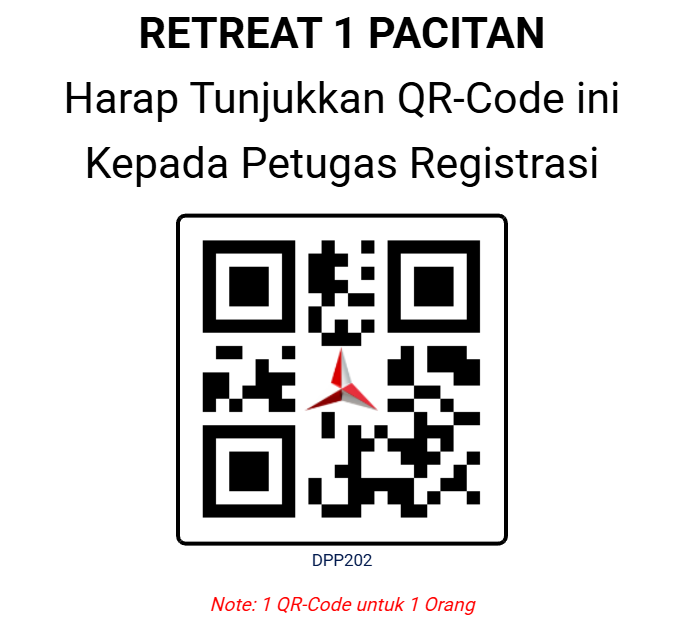 RETREAT 1 PACITAN
Harap Tunjukkan QR-Code ini
Kepada Petugas Registrasi
DPP202
Note: 1 QR-Code untuk 1 Orang